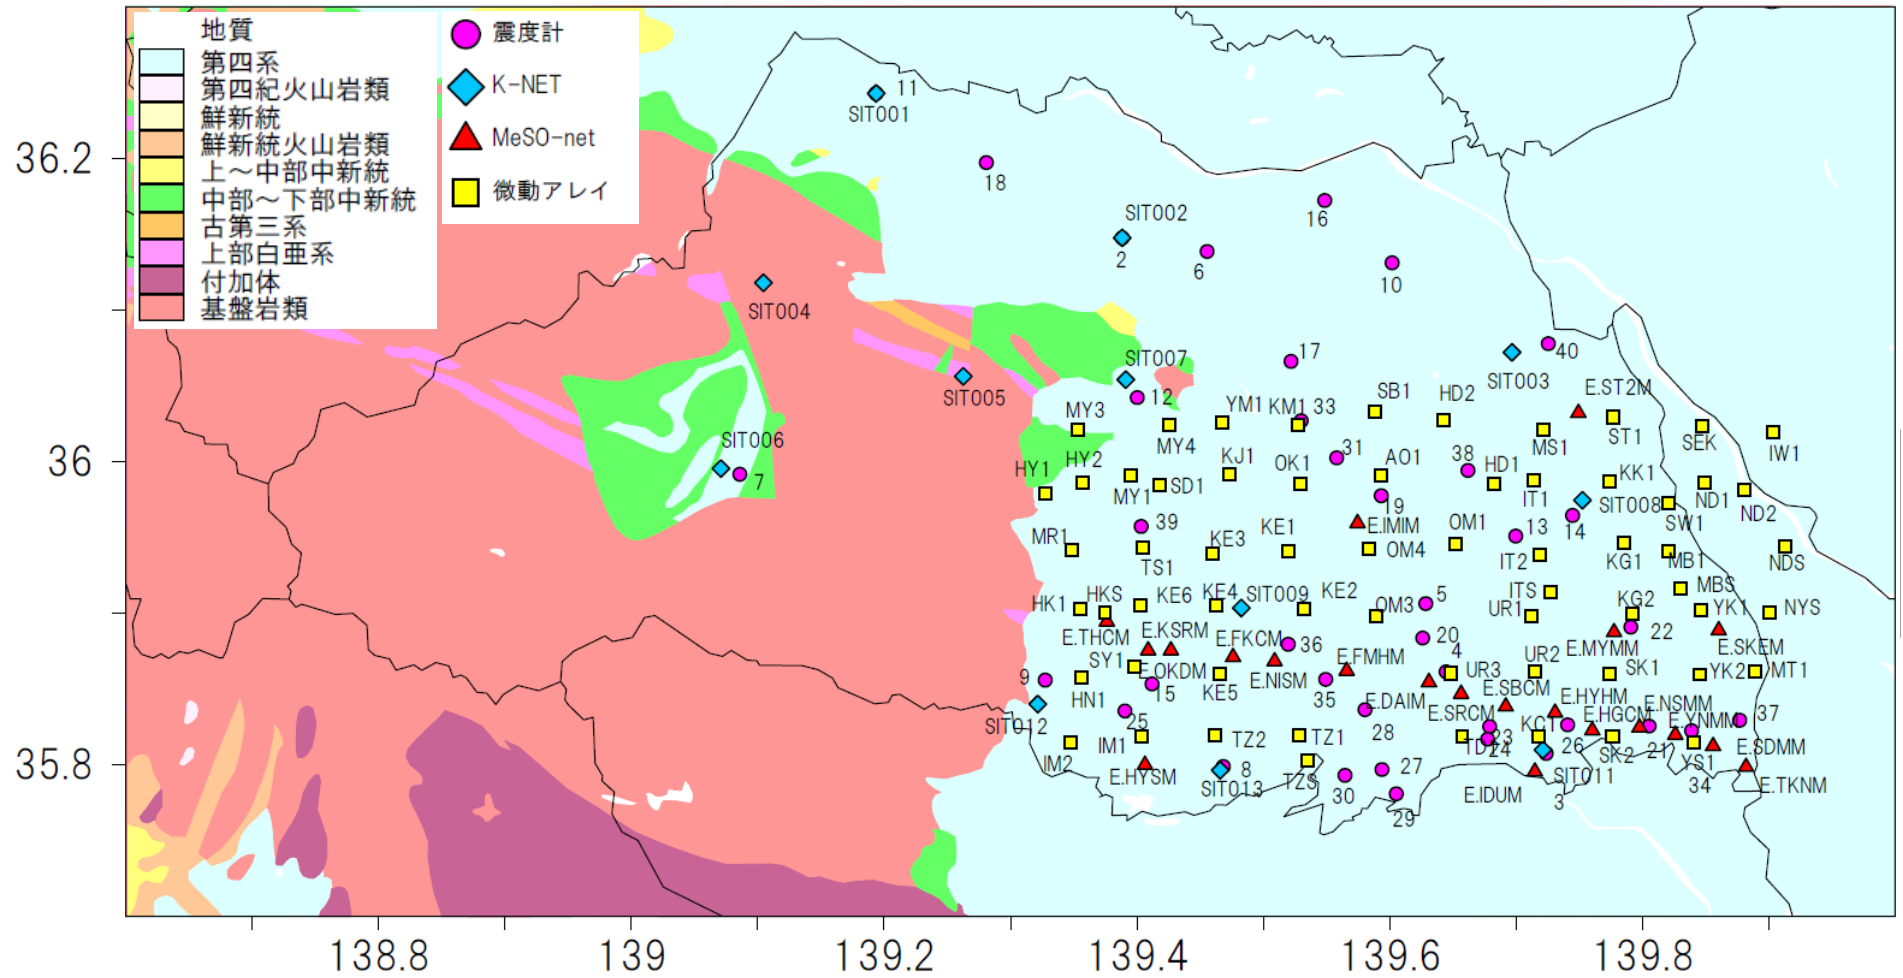 地質
第四系
第四紀火山岩類
鮮新統
鮮新統火山岩類
上~中部中新統
中部~下部中新統
古第三系
上部白亜系
付加体
基盤岩類
震度計
K-NET
MeSO-net
微動アレイ
36.2
36
35.8
138.8
139
139.2
139.4
139.6
139.8
11
SIT001
18
16
SIT002
2
6
10
SIT004
SIT007
17
40
SIT003
SIT005
12
E.ST2M
SB1
HD2
MY3
YM1
KM1
33
MY4
MS1
ST1
SEK
IW1
SIT006
7
HY1
HY2
KJ1
OK1
31
AO1
38
HD1
KK1
MY1
SD1
IT1
SIT008
ND1
ND2
19
SW1
39
E.IMIM
OM1
13
14
MR1
TS1
KE3
KE1
OM4
IT2
KG1
MB1
NDS
HK1
HKS
KE6
KE4
SIT009
KE2
OM3
5
ITS
UR1
KG2
MBS
YK1
NYS
E.THCM
E.KSRM
E.FKCM
36
20
4
22
E.MYMM
E.SKEM
SY1
E.OKDM
E.NISM
E.FMHM
UR3
UR2
SK1
YK2
MT1
9
HN1
15
KE5
35
E.DAIM
E.SBCM
E.HYHM
E.NSMM
SIT012
25
28
E.SRCM
KC1
E.HGCM
E.YNMM
37
IM2
IM1
TZ2
TZ1
TD1
23
24
26
SK2
21
YS1
E.SDMM
E.HYSM
SIT013
8
TZS
30
27
29
E.IDUM
SIT011
3
34
E.TKNM